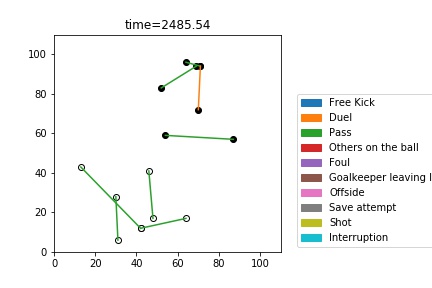 time=2485.54
100
80
60
40
20
0
0 20 40 60 80 100
Free Kick
Duel
Pass
Others on the ball
Foul
Goalkeeper leaving l
Offside
Save attempt
Shot
Interruption